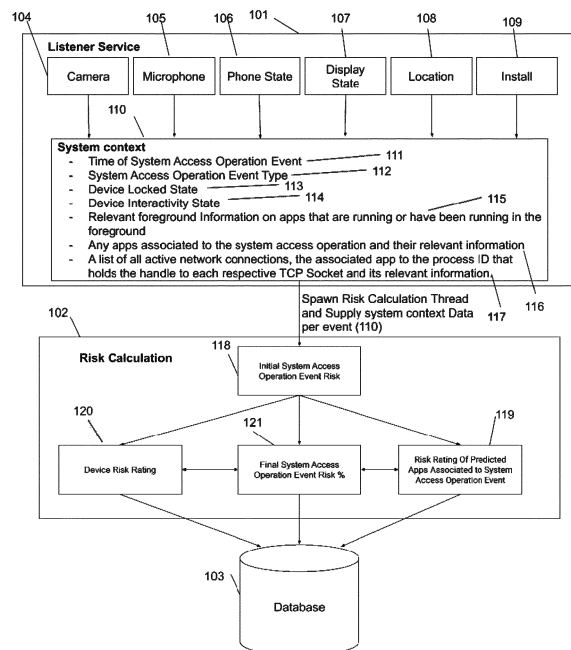 101
Listener Service
104
105
106
107
108
109
Camera
Microphone
Phone State
Display
State
Location
Install
110
System context
- Time of System Access Operation Event
111
- System Access Operation Event Type
112
- Device Locked State
113
- Device Interactivity State
114
115
- Relevant foreground Information on apps that are running or have been running in the
foreground
- Any apps associated to the system access operation and their relevant information
116
- A list of all active network connections, the associated app to the process ID that
holds the handle to each respective TCP Socket and its relevant information
117
Spawn Risk Calculation Thread
and Supply system context Data
per event (110)
102
Risk Calculation
118
Initial System Access
Operation Event Risk
120
Device Risk Rating
121
Final System Access
Operation Event Risk %
119
Risk Rating Of Predicted
Apps Associated to System
Access Operation Event
103
Database